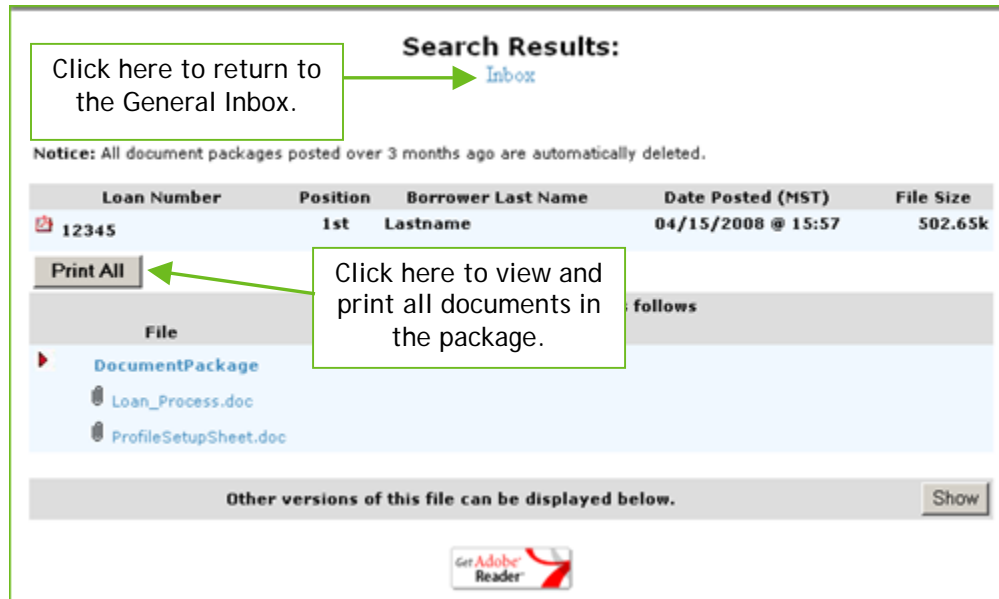 Search Results:
Inbox
Click here to return to
the General Inbox.
Notice: All document packages posted over 3 months ago are automatically deleted.
Loan Number Position Borrower Last Name Date Posted (MST) File Size
12345 1st Lastname 04/15/2008 @ 15:57 502.65k
Print All
Click here to view and
print all documents in
the package.
follows
File
DocumentPackage
Loan_Process.doc
ProfileSetupSheet.doc
Other versions of this file can be displayed below. Show
Get Adobe
Reader